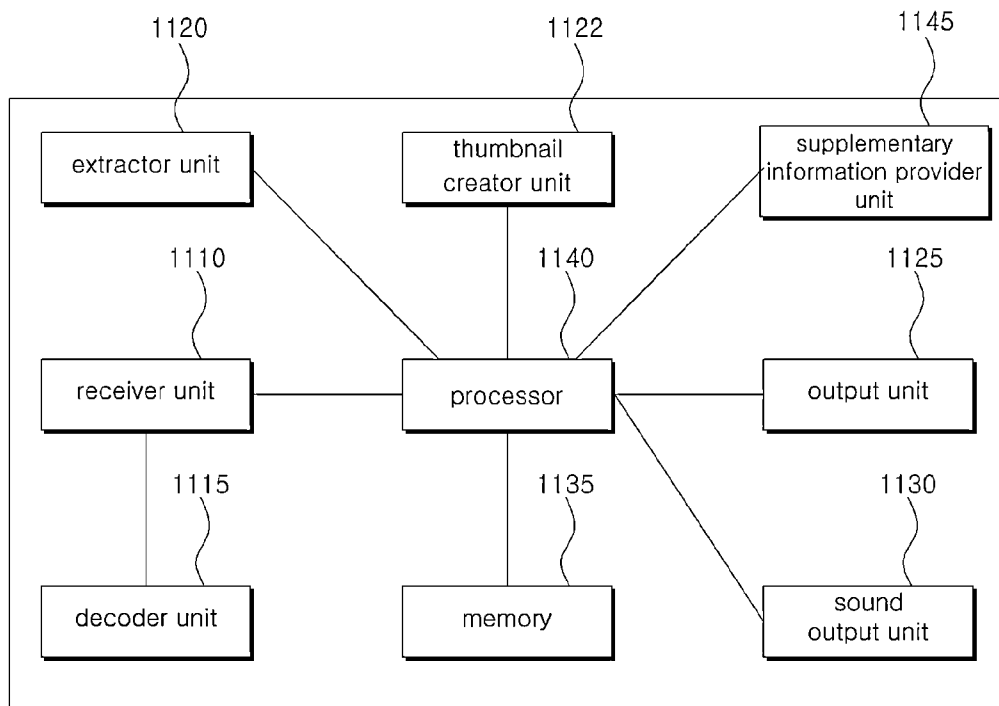 1120
1122
1145
extractor unit
thumbnail
creator unit
supplementary
information provider
unit
1110
1140
1125
receiver unit
processor
output unit
1115
1135
1130
decoder unit
memory
sound
output unit